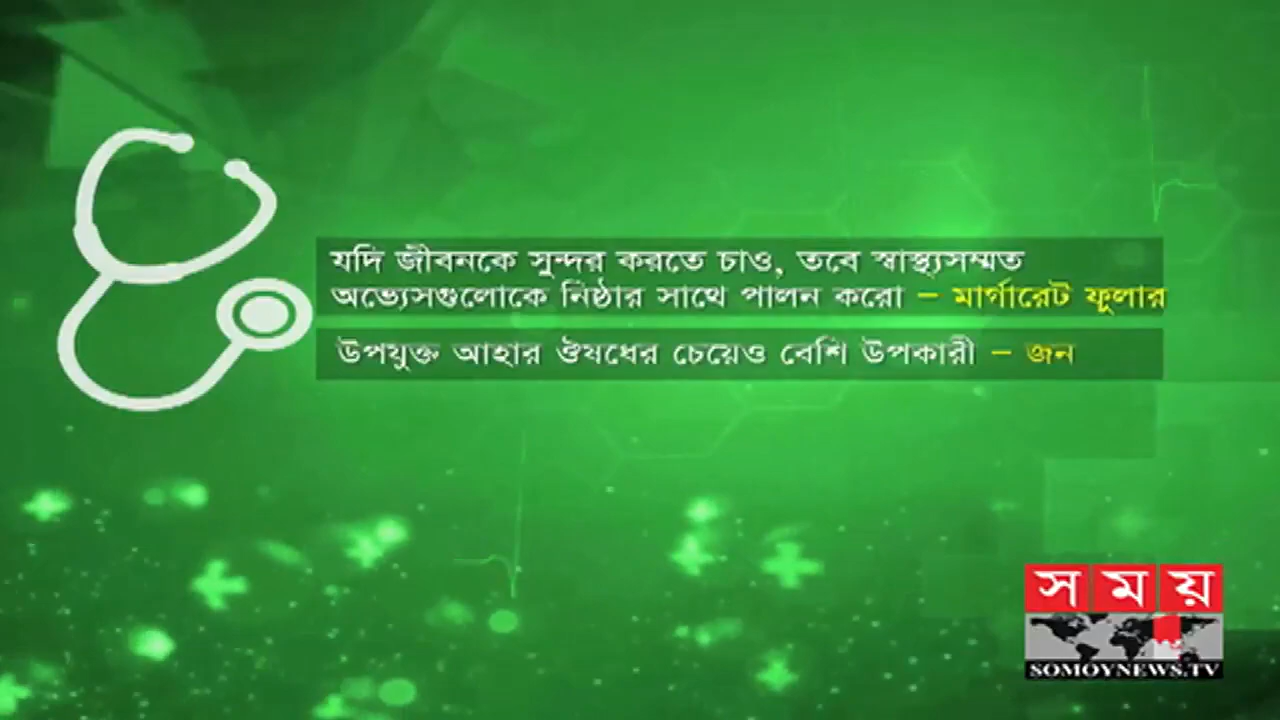 যদি জীবনকে সুন্দর করতে চাও, তবে স্বাস্থ্যসম্মত
অভ্যেসগুলোকে নিষ্ঠার সাথে পালন করো – মার্গারেট ফূলার
উপযুক্ত আহার ঔষধের চেয়েও বেশি উপকারী – জন
সময়
SOMOYNEWS.TV